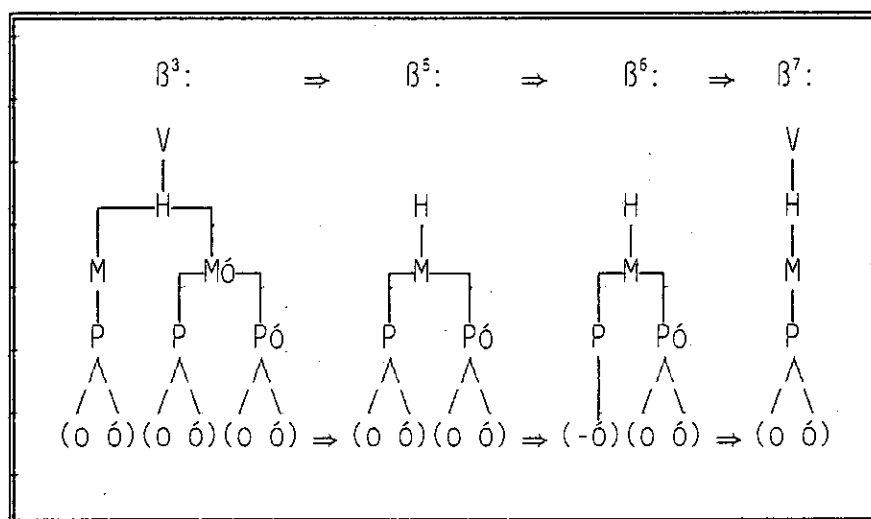 ß³: ⇒ ß⁵: ⇒ ß⁶: ⇒ ß⁷:
V V
H H H H
M Mó M M M
P P Pó P Pó P Pó P
(o ó)(o ó)(o ó) ⇒ (o ó)(o ó) ⇒ (-ó)(o ó) ⇒ (o ó)